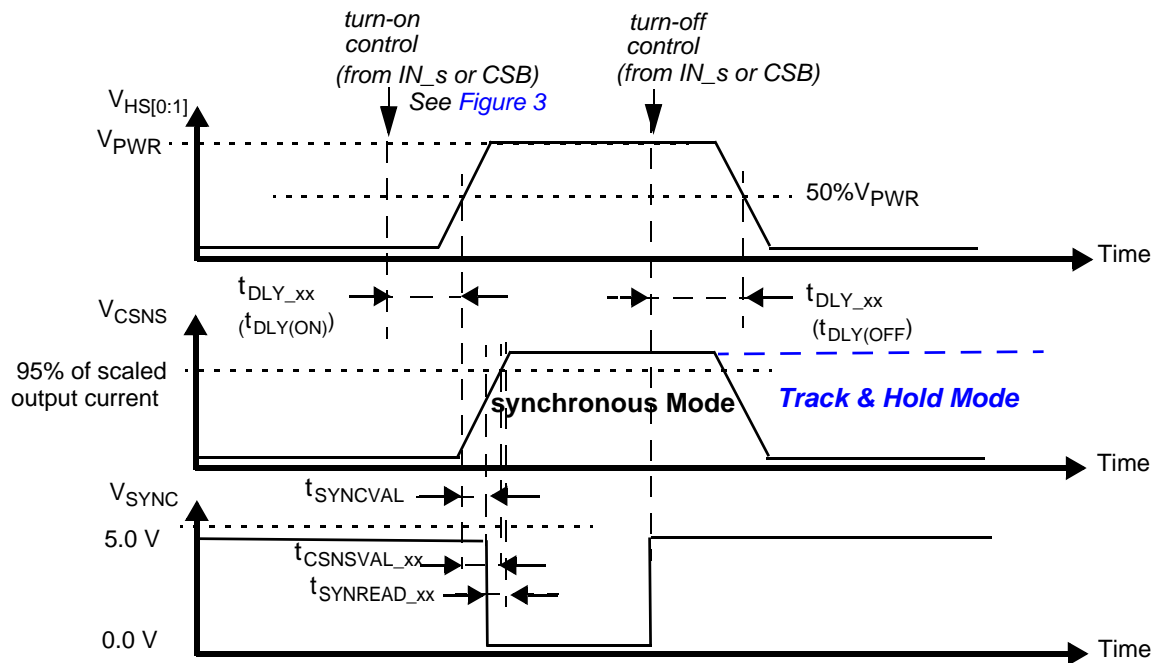 turn-on
control
(from IN_s or CSB)
See Figure 3
turn-off
control
(from IN_s or CSB)
VHS[0:1]
VPWR
50%VPWR
Time
tDLY_xx
(tDLY(ON))
tDLY_xx
(tDLY(OFF)
VCSNS
95% of scaled
output current
synchronous Mode
Track & Hold Mode
Time
tSYNCVAL
VSYNC
5.0 V
tCSNSVAL_xx
tSYNREAD_xx
0.0 V
Time